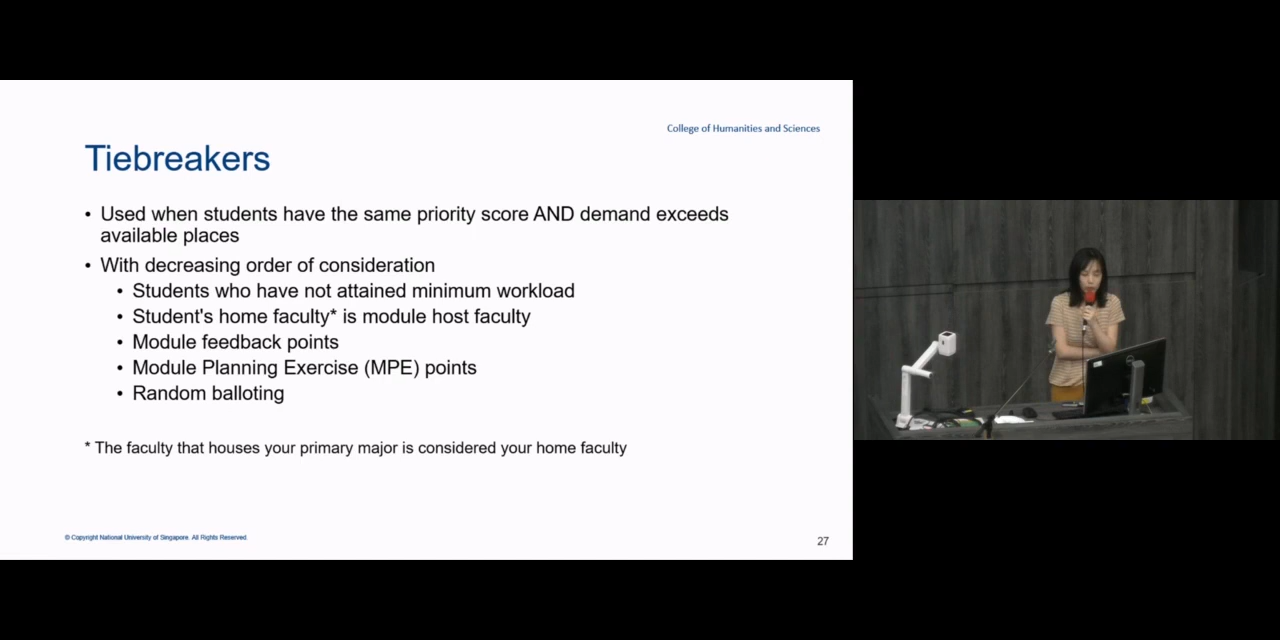 College of Humanities and Sciences
Tiebreakers
• Used when students have the same priority score AND demand exceeds
available places
• With decreasing order of consideration
• Students who have not attained minimum workload
• Student's home faculty* is module host faculty
• Module feedback points
• Module Planning Exercise (MPE) points
• Random balloting
* The faculty that houses your primary major is considered your home faculty
© Copyright National University of Singapore. All Rights Reserved.
27